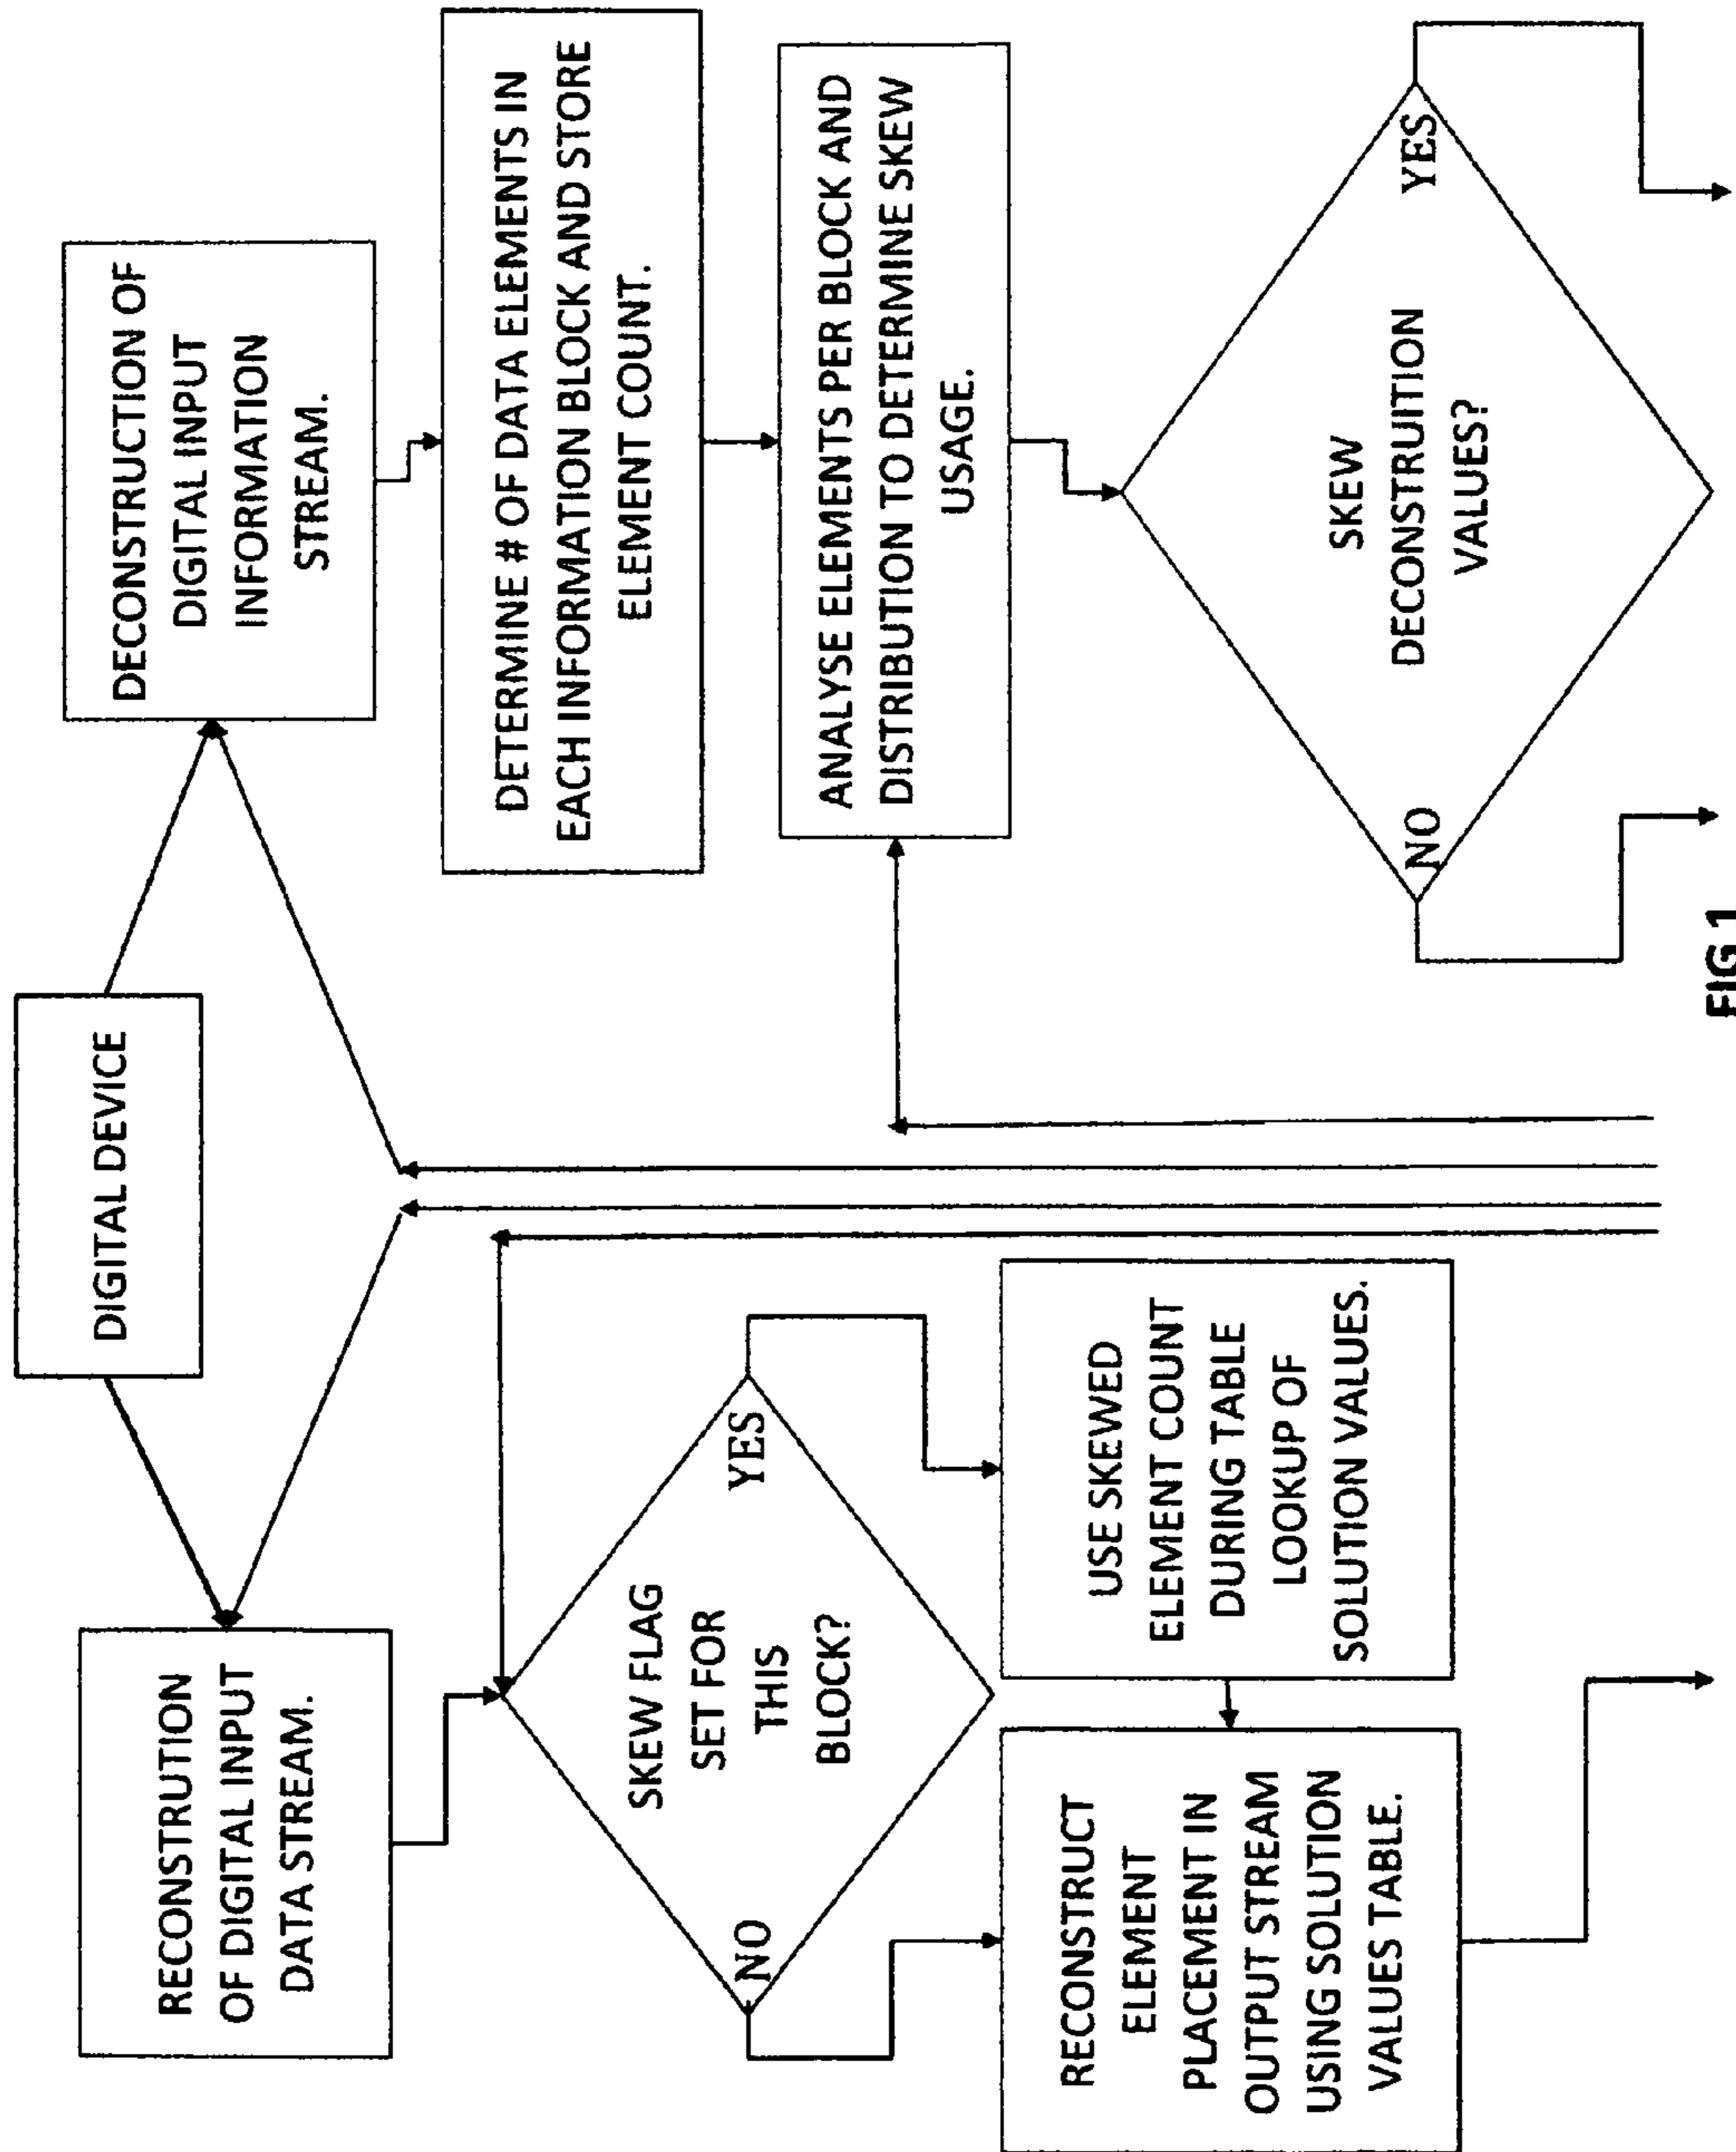 DIGITAL DEVICE
RECONSTRUTION
OF DIGITAL INPUT
DATA STREAM.
SKEW FLAG
SET FOR
THIS
BLOCK?
NO
YES
USE SKEWED
ELEMENT COUNT
DURING TABLE
LOOKUP OF
SOLUTION VALUES.
RECONSTRUCT
ELEMENT
PLACEMENT IN
OUTPUT STREAM
USING SOLUTION
VALUES TABLE.
DECONSTRUCTION OF
DIGITAL INPUT
INFORMATION
STREAM.
DETERMINE # OF DATA ELEMENTS IN
EACH INFORMATION BLOCK AND STORE
ELEMENT COUNT.
ANALYSE ELEMENTS PER BLOCK AND
DISTRIBUTION TO DETERMINE SKEW
USAGE.
SKEW
DECONSTRUITION
VALUES?
NO
YES
FIG 1